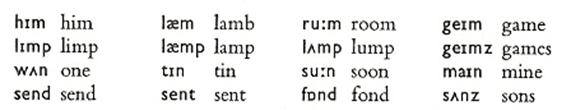 hɪm him læm lamb ruːm room geɪm game
lɪmp limp læmp lamp lʌmp lump geɪmz games
wʌn one tɪn tin suːn soon maɪn mine
send send sent sent fɒnd fond sʌnz sons